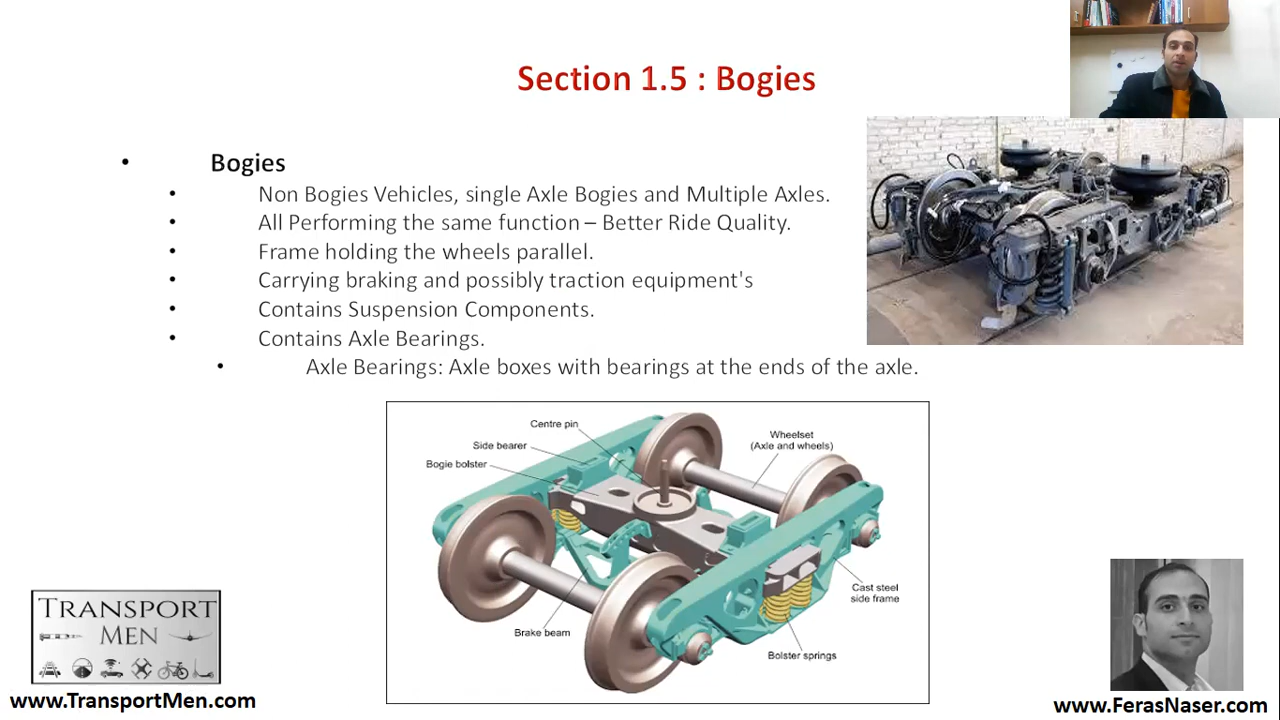 Section 1.5 : Bogies
• Bogies
• Non Bogies Vehicles, single Axle Bogies and Multiple Axles.
• All Performing the same function – Better Ride Quality.
• Frame holding the wheels parallel.
• Carrying braking and possibly traction equipment's
• Contains Suspension Components.
• Contains Axle Bearings.
• Axle Bearings: Axle boxes with bearings at the ends of the axle.
Centre pin
Side bearer
Bogie bolster
Wheelset
(Axle and wheels)
Cast steel
side frame
Brake beam
Bolster springs
TRANSPORT
MEN
www.TransportMen.com
www.FerasNaser.com